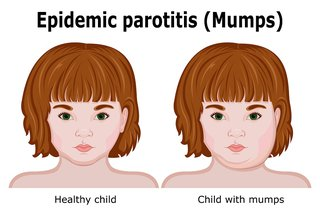 Epidemic parotitis (Mumps)
Healthy child
Child with mumps